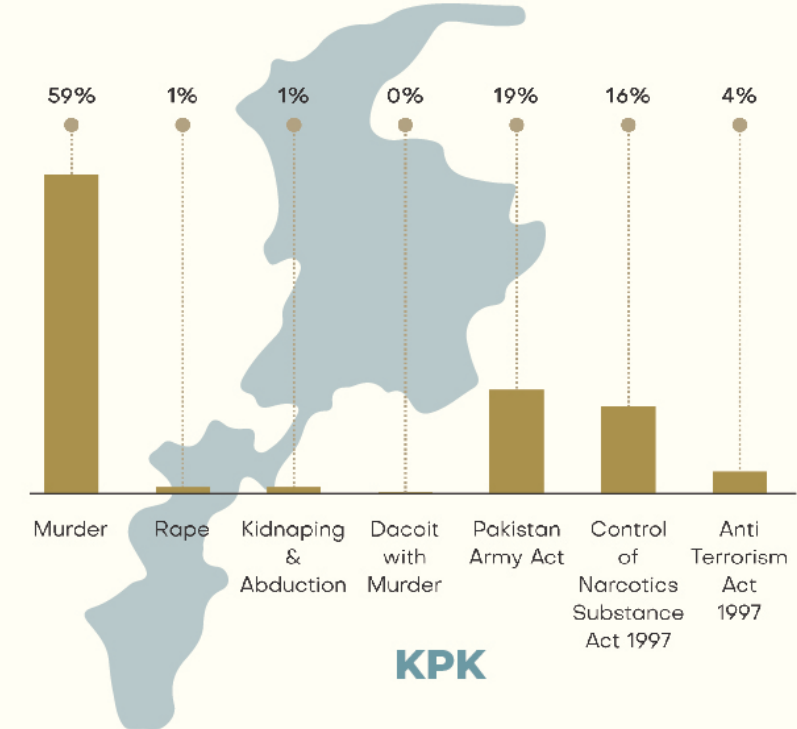 59% 1% 1% 0% 19% 16% 4%
Murder
Rape
Kidnaping
&
Abduction
Dacoit
with
Murder
Pakistan
Army Act
Control
of
Narcotics
Substance
Act 1997
Anti
Terrorism
Act
1997
KPK